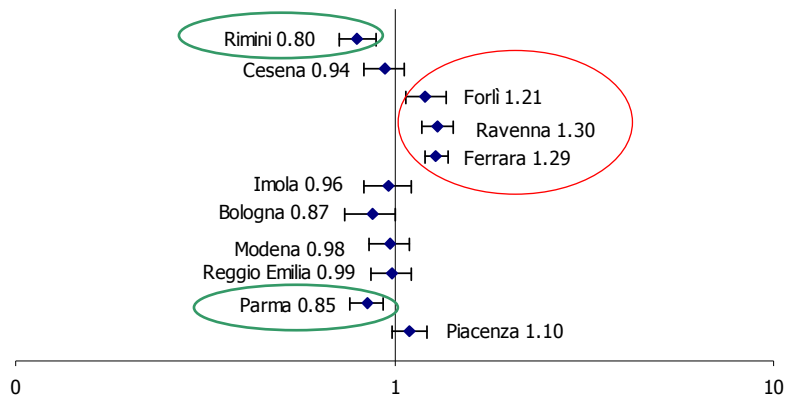 Rimini 0.80
Cesena 0.94
Forlì 1.21
Ravenna 1.30
Ferrara 1.29
Imola 0.96
Bologna 0.87
Modena 0.98
Reggio Emilia 0.99
Parma 0.85
Piacenza 1.10
0 1 10